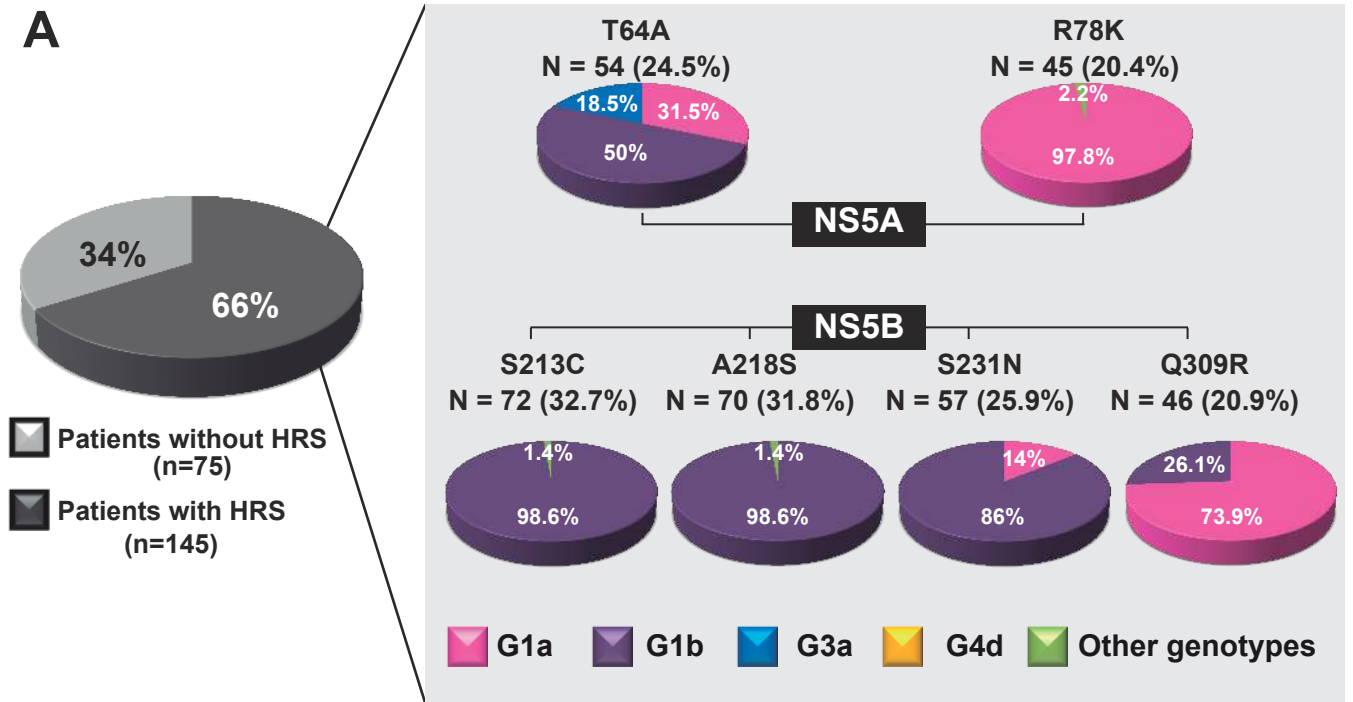 A
34%
66%
Patients without HRS
(n=75)
Patients with HRS
(n=145)
T64A
N = 54 (24.5%)
18.5%
31.5%
50%
R78K
N = 45 (20.4%)
2.2%
97.8%
NS5A
NS5B
S213C
N = 72 (32.7%)
1.4%
98.6%
A218S
N = 70 (31.8%)
1.4%
98.6%
S231N
N = 57 (25.9%)
14%
86%
Q309R
N = 46 (20.9%)
26.1%
73.9%
G1a
G1b
G3a
G4d
Other genotypes